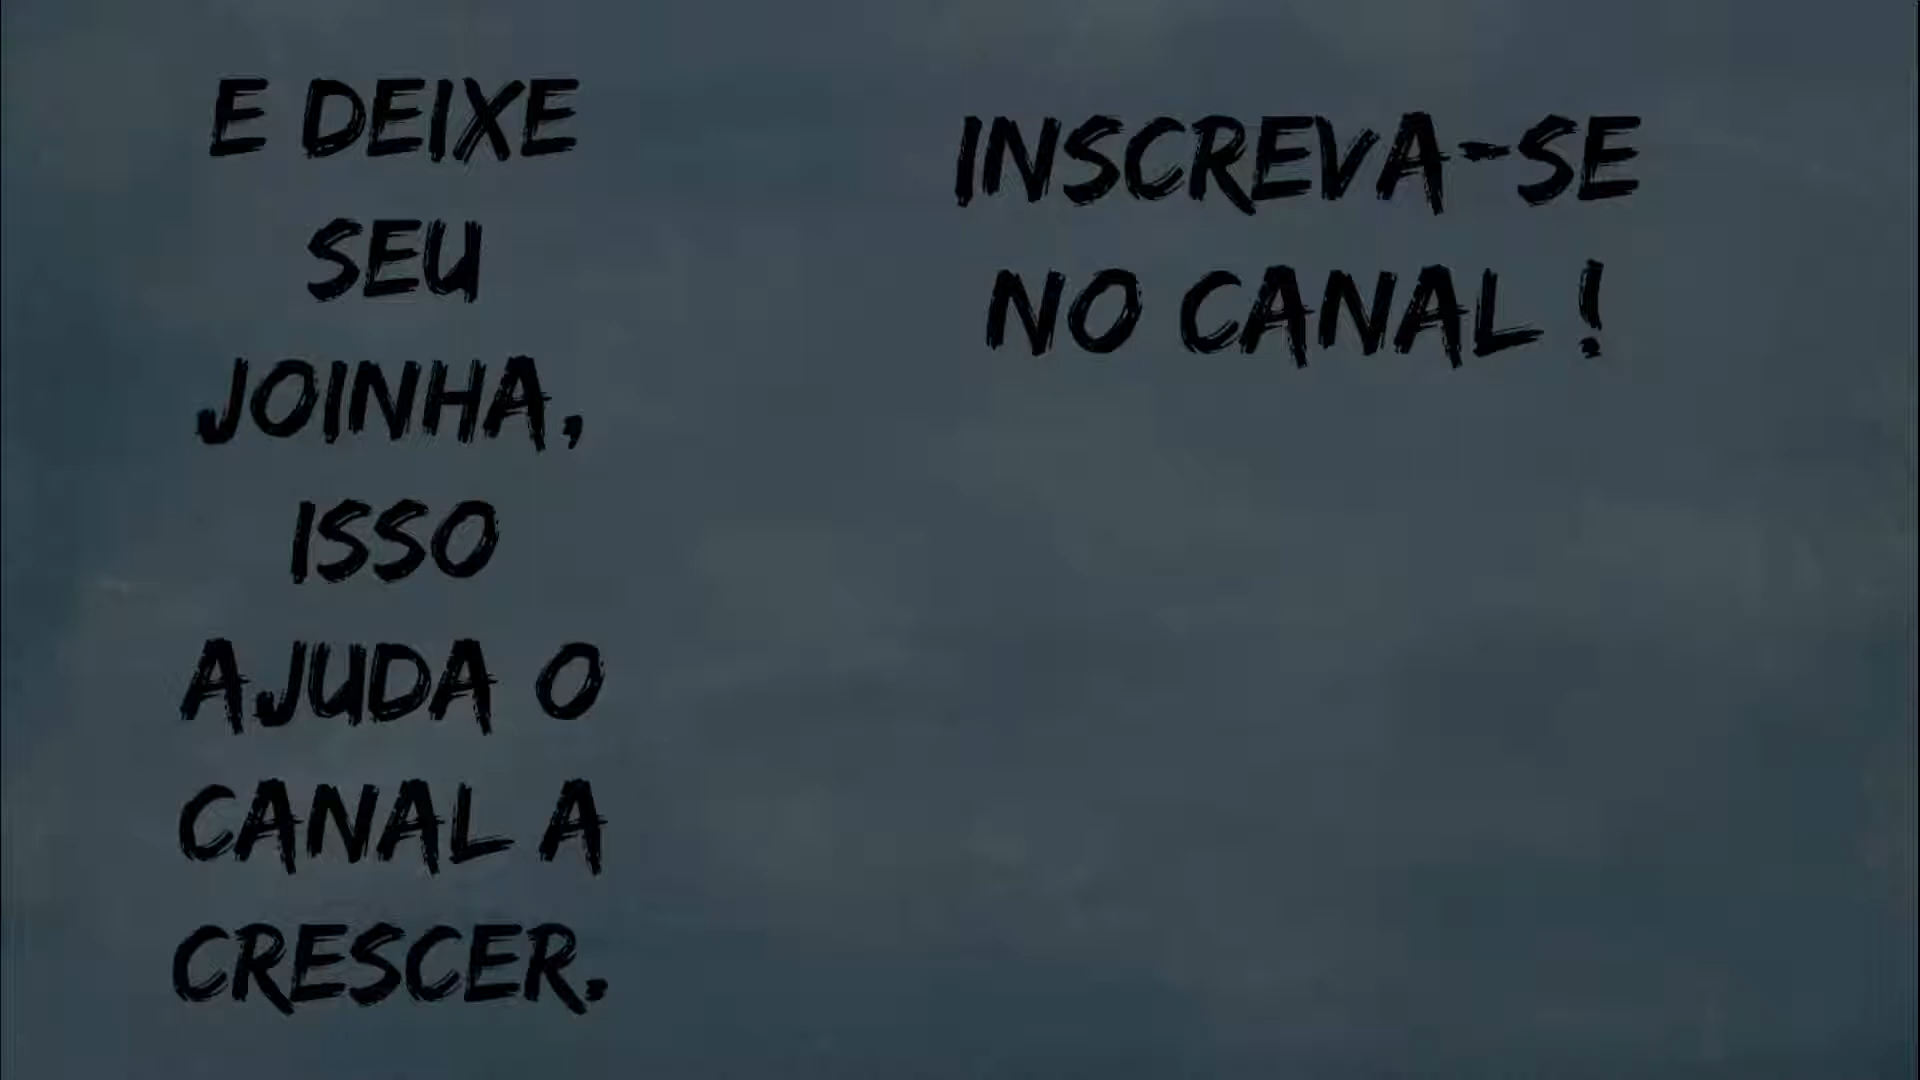 E DEIXE
SEU
JOINHA,
ISSO
AJUDA O
CANAL A
CRESCER.
INSCREVA-SE
NO CANAL !